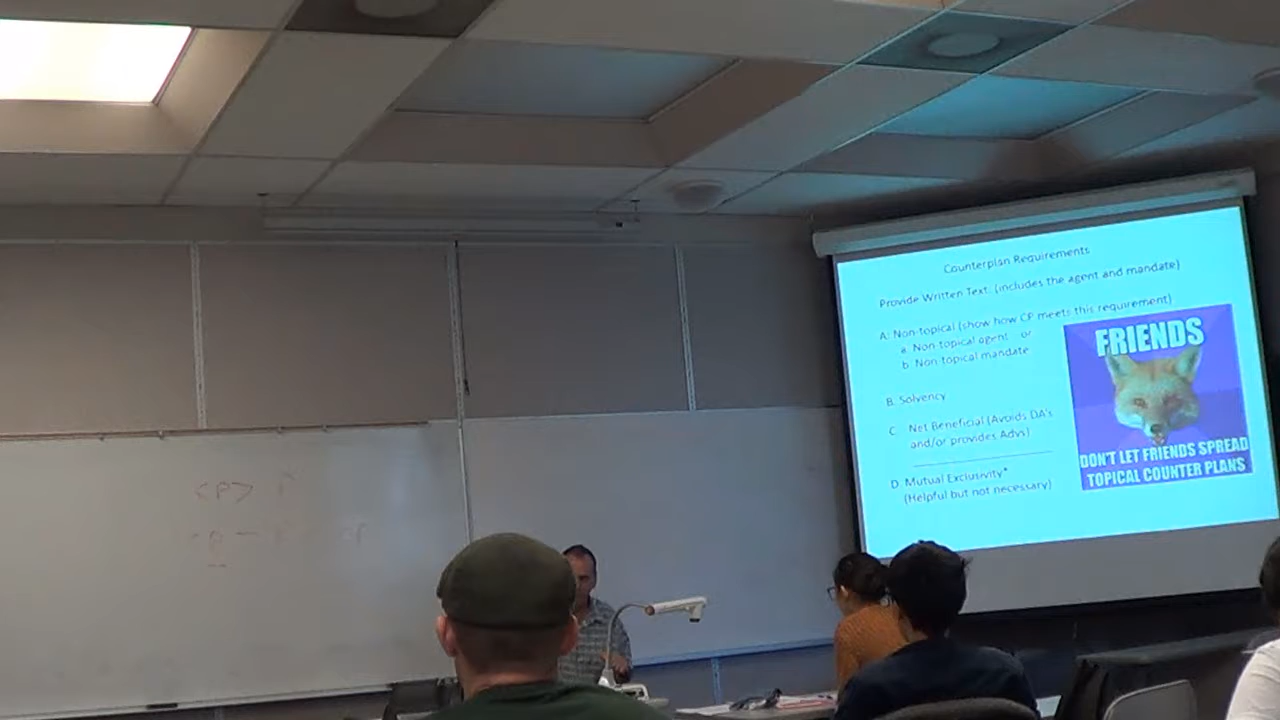 Counterplan Requirements
Provide Written Text: (includes the agent and mandate)
A: Non-topical (show how CP meets this requirement)
a. Non-topical agent or
b. Non topical mandate
B. Solvency
C. Net Beneficial (Avoids DA's
and/or provides Advs)
D. Mutual Exclusivity*
(Helpful but not necessary)
FRIENDS
DON'T LET FRIENDS SPREAD
TOPICAL COUNTER PLANS